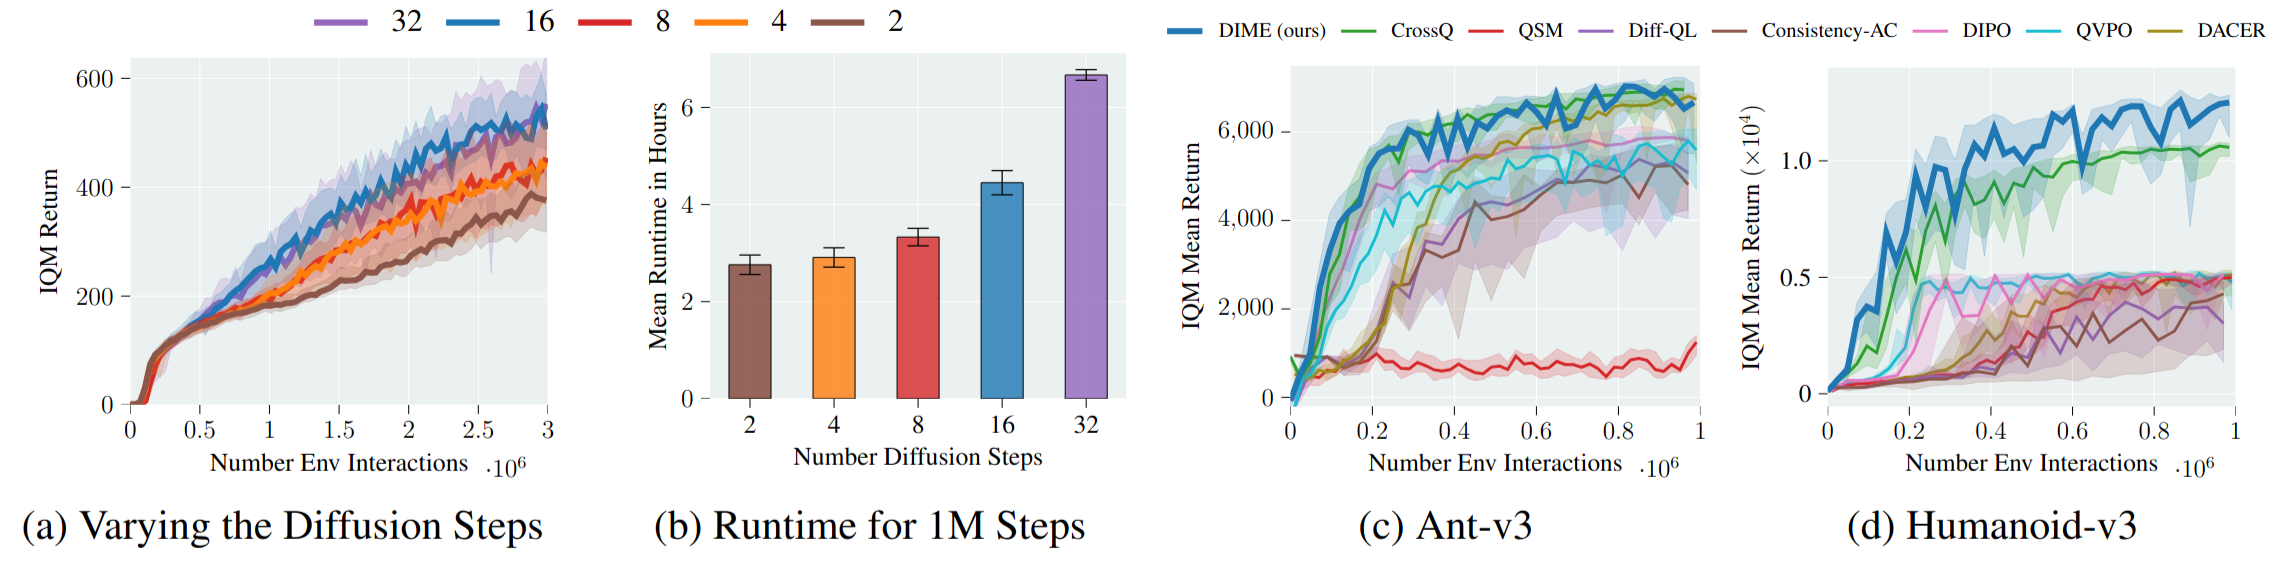 32 16 8 4 2
600
400
200
0
0 0.5 1 1.5 2 2.5 3
IQM Return
Number Env Interactions ·10⁶
(a) Varying the Diffusion Steps
6
4
2
0
2 4 8 16 32
Mean Runtime in Hours
Number Diffusion Steps
(b) Runtime for 1M Steps
DIME (ours) CrossQ QSM Diff-QL Consistency-AC DIPO QVPO DACER
6,000
4,000
2,000
0
0 0.2 0.4 0.6 0.8 1
IQM Mean Return
Number Env Interactions ·10⁶
(c) Ant-v3
1.0
0.5
0
0 0.2 0.4 0.6 0.8 1
IQM Mean Return (×10⁴)
Number Env Interactions ·10⁶
(d) Humanoid-v3